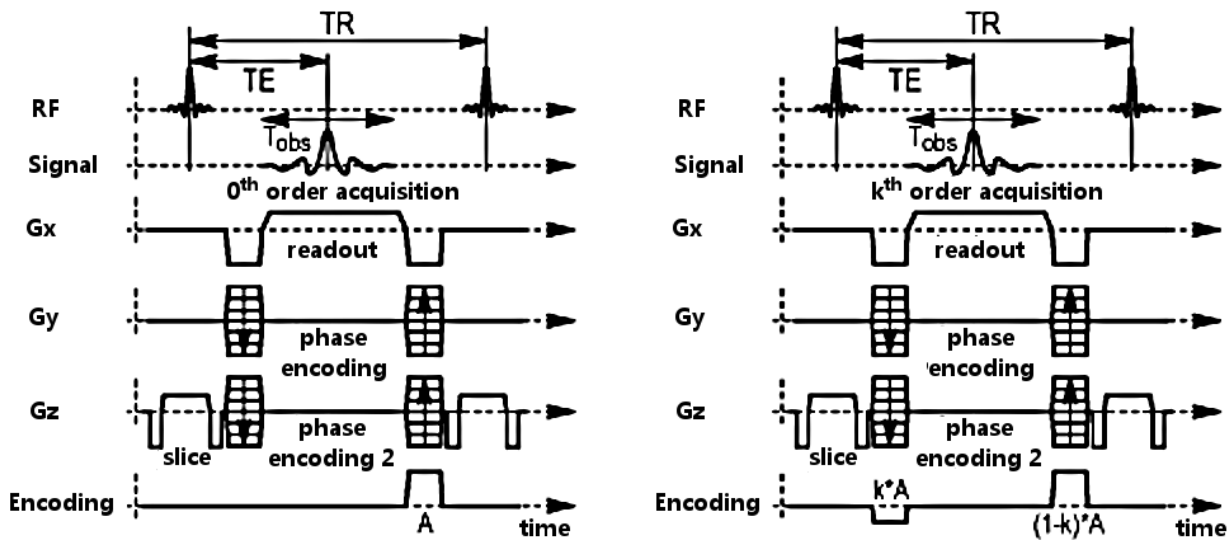 TR
TE
RF
Tobs
Signal
0th order acquisition
Gx
readout
Gy
phase
encoding
Gz
slice
phase
encoding 2
Encoding
A
time
TR
TE
RF
Tobs
Signal
kth order acquisition
Gx
readout
Gy
phase
encoding
Gz
slice
phase
encoding 2
Encoding
k*A
(1-k)*A
time